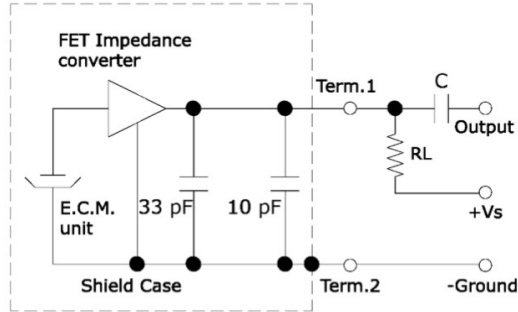 FET Impedance
converter
Term.1
C
Output
RL
E.C.M.
unit
33 pF
10 pF
+Vs
Shield Case
Term.2
-Ground